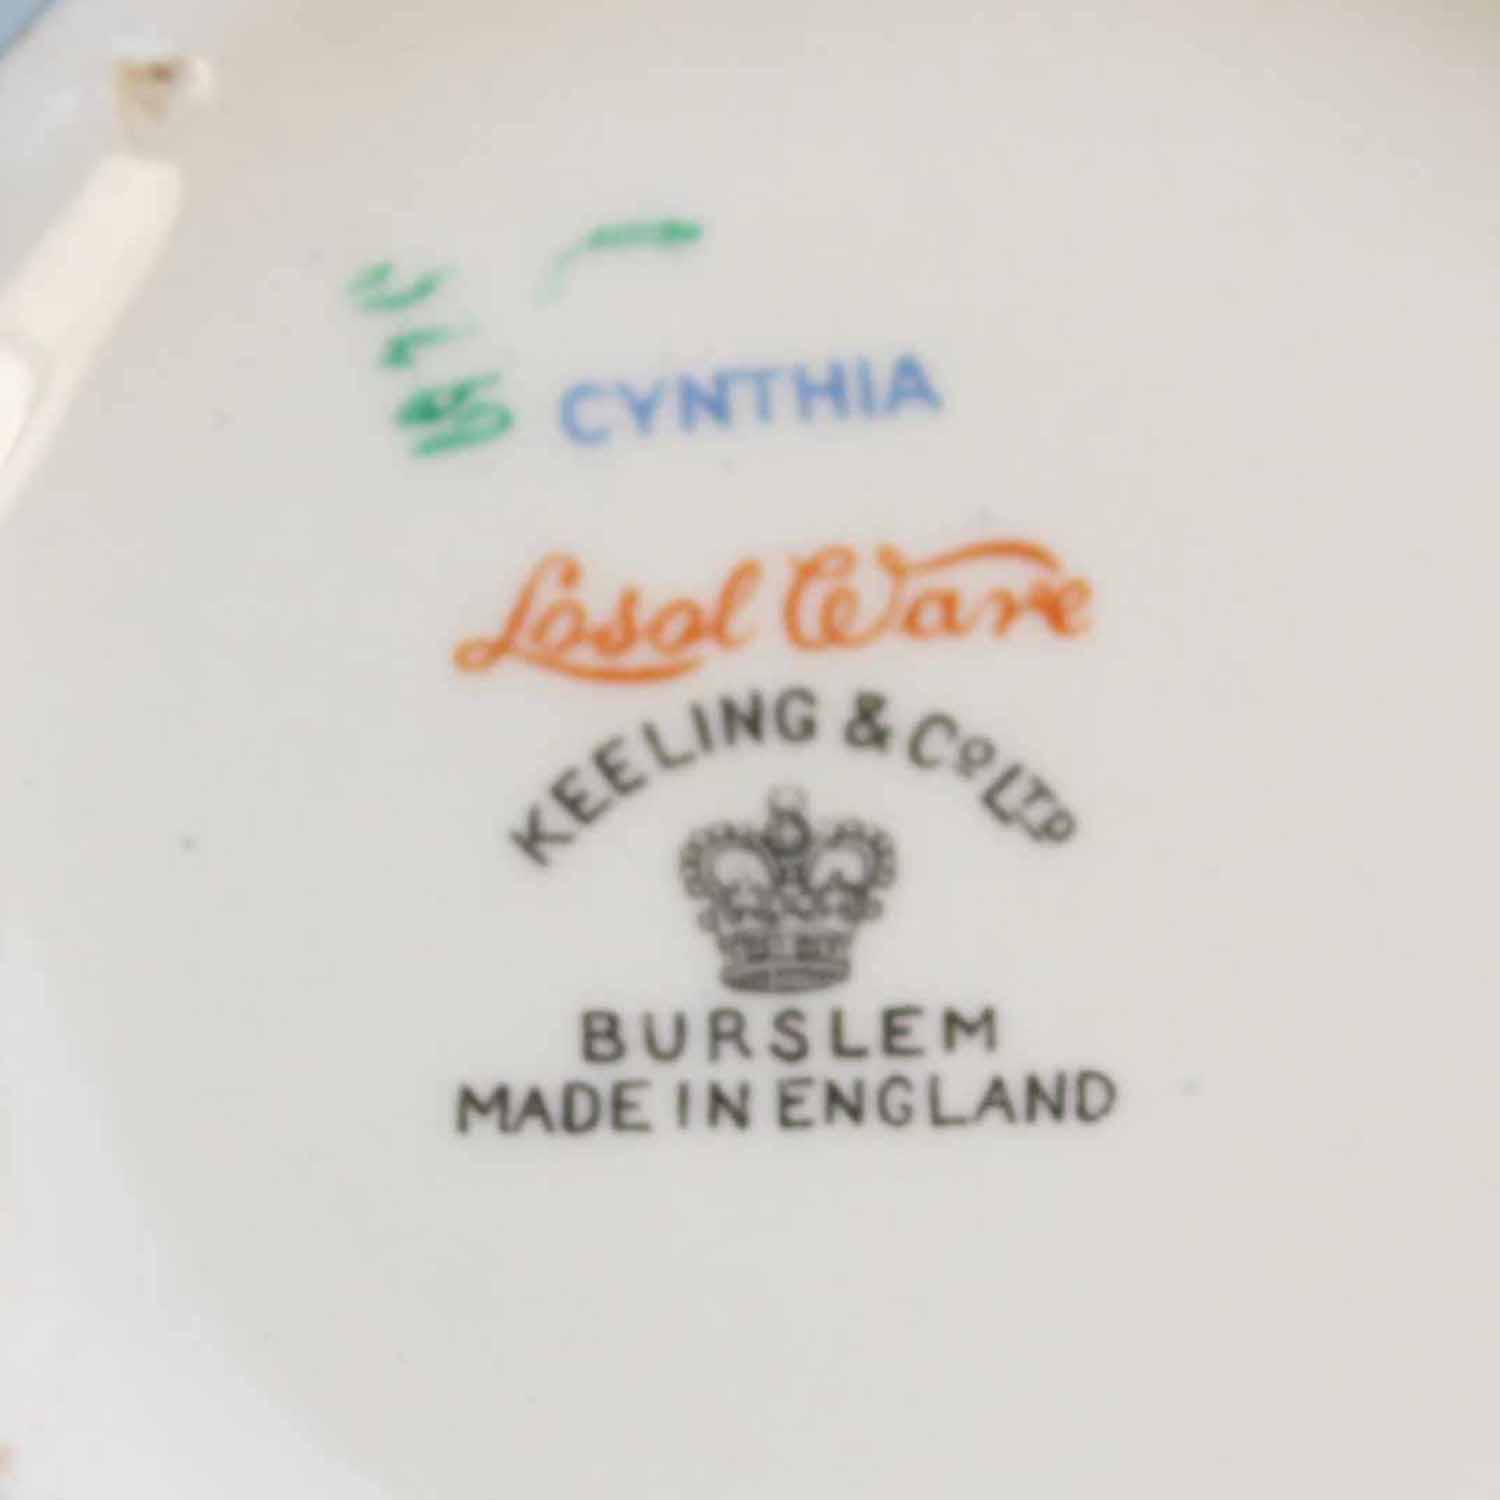 CYNTHIA
Losol Ware
KEELING & Co LTD
BURSLEM
MADE IN ENGLAND